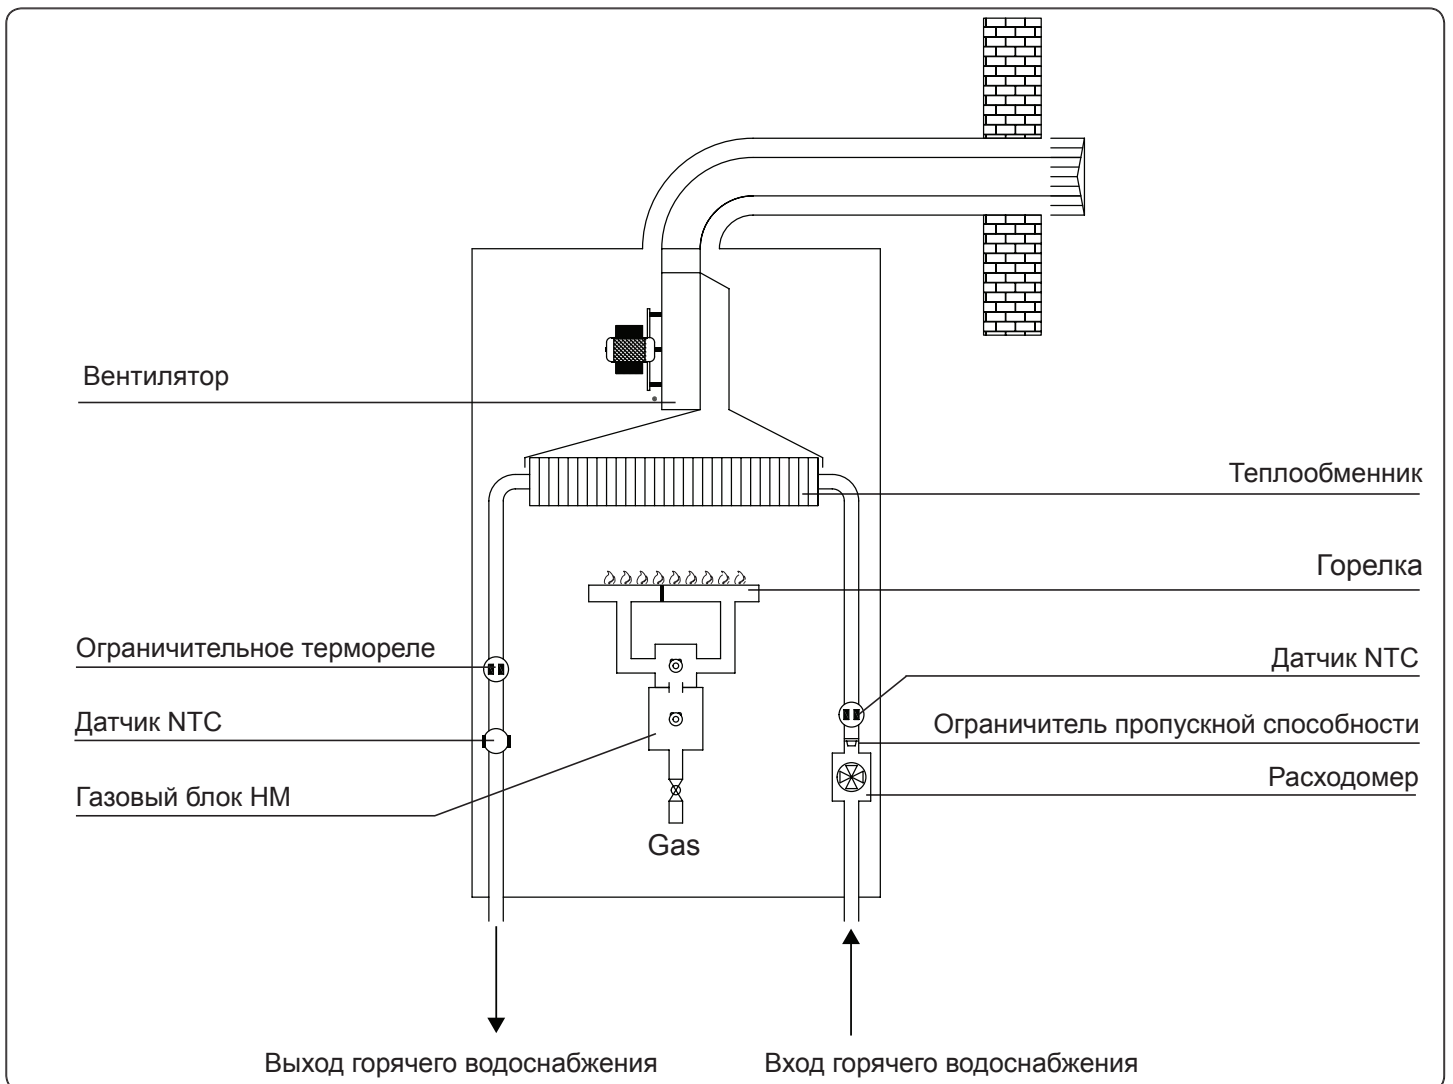 Вентилятор
Теплообменник
Горелка
Ограничительное термореле
Датчик NTC
Датчик NTC
Ограничитель пропускной способности
Газовый блок НМ
Расходомер
Gas
Выход горячего водоснабжения
Вход горячего водоснабжения